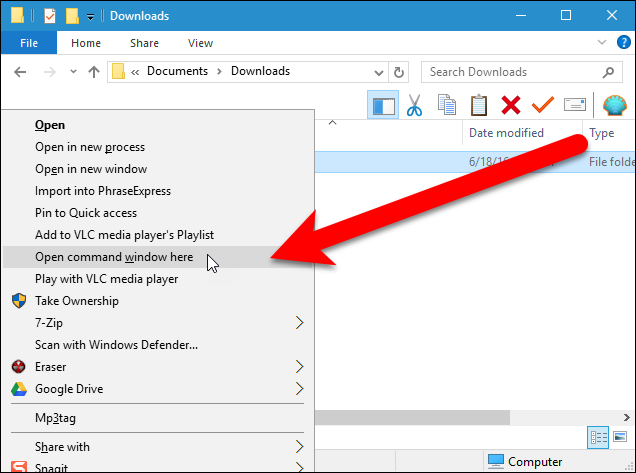 Downloads
File Home Share View
Documents Downloads
Search Downloads
Date modified Type
6/18/1
File folde
Open
Open in new process
Open in new window
Import into PhraseExpress
Pin to Quick access
Add to VLC media player's Playlist
Open command window here
Play with VLC media player
Take Ownership
7-Zip
Scan with Windows Defender...
Eraser
Google Drive
Mp3tag
Share with
Snagit
Computer